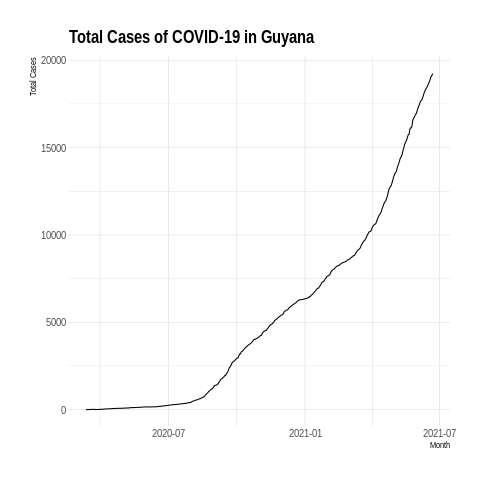 Total Cases of COVID-19 in Guyana
Total Cases
20000
15000
10000
5000
0
2020-07
2021-01
2021-07
Month